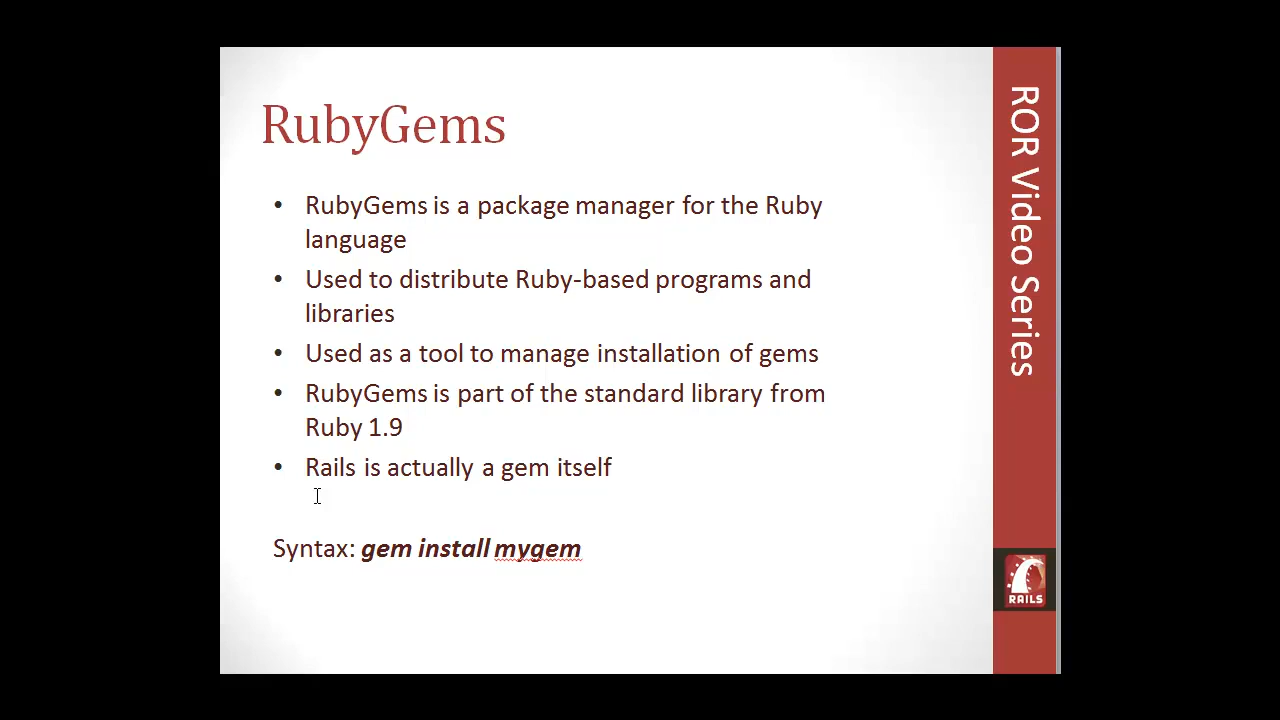 RubyGems
• RubyGems is a package manager for the Ruby
language
• Used to distribute Ruby-based programs and
libraries
• Used as a tool to manage installation of gems
• RubyGems is part of the standard library from
Ruby 1.9
• Rails is actually a gem itself
Syntax: gem install mygem
ROR Video Series
RAILS